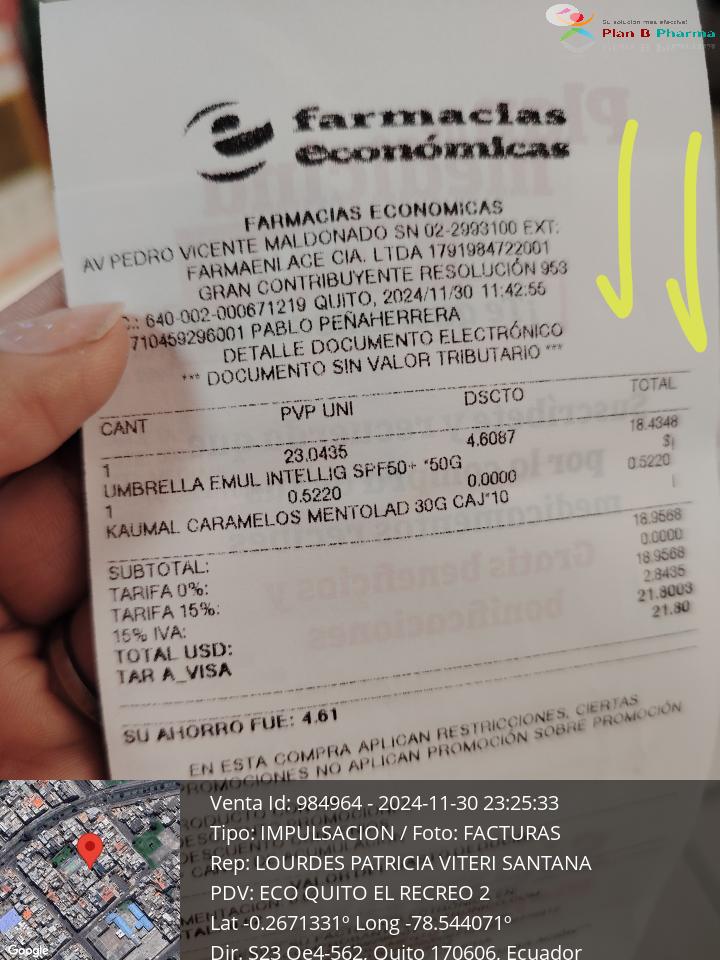 Su solución más efectiva!
Plan B Pharma
farmacias
económicas
FARMACIAS ECONOMICAS
AV PEDRO VICENTE MALDONADO SN 02-2993100 EXT:
FARMAENLACE CIA. LTDA 1791984722001
GRAN CONTRIBUYENTE RESOLUCIÓN 953
640-002-000671219 QUITO, 2024/11/30 11:42:55
710459296001 PABLO PEÑAHERRERA
DETALLE DOCUMENTO ELECTRÓNICO
*** DOCUMENTO SIN VALOR TRIBUTARIO ***
CANT PVP UNI DSCTO TOTAL
1 23.0435 4.6087 18.4348
UMBRELLA EMUL INTELLIG SPF50+ *50G $
1 0.5220 0.0000 0.5220
KAUMAL CARAMELOS MENTOLAD 30G CAJ*10
SUBTOTAL: 18.9568
TARIFA 0%: 0.0000
TARIFA 15%: 18.9568
15% IVA: 2.8435
TOTAL USD: 21.8003
TAR A_VISA 21.80
SU AHORRO FUE: 4.61
EN ESTA COMPRA APLICAN RESTRICCIONES, CIERTAS
PROMOCIONES NO APLICAN PROMOCIÓN SOBRE PROMOCIÓN
Venta Id: 984964 - 2024-11-30 23:25:33
Tipo: IMPULSACION / Foto: FACTURAS
Rep: LOURDES PATRICIA VITERI SANTANA
PDV: ECO QUITO EL RECREO 2
Lat -0.2671331º Long -78.544071º
Dir. S23 Oe4-562, Quito 170606, Ecuador
Google